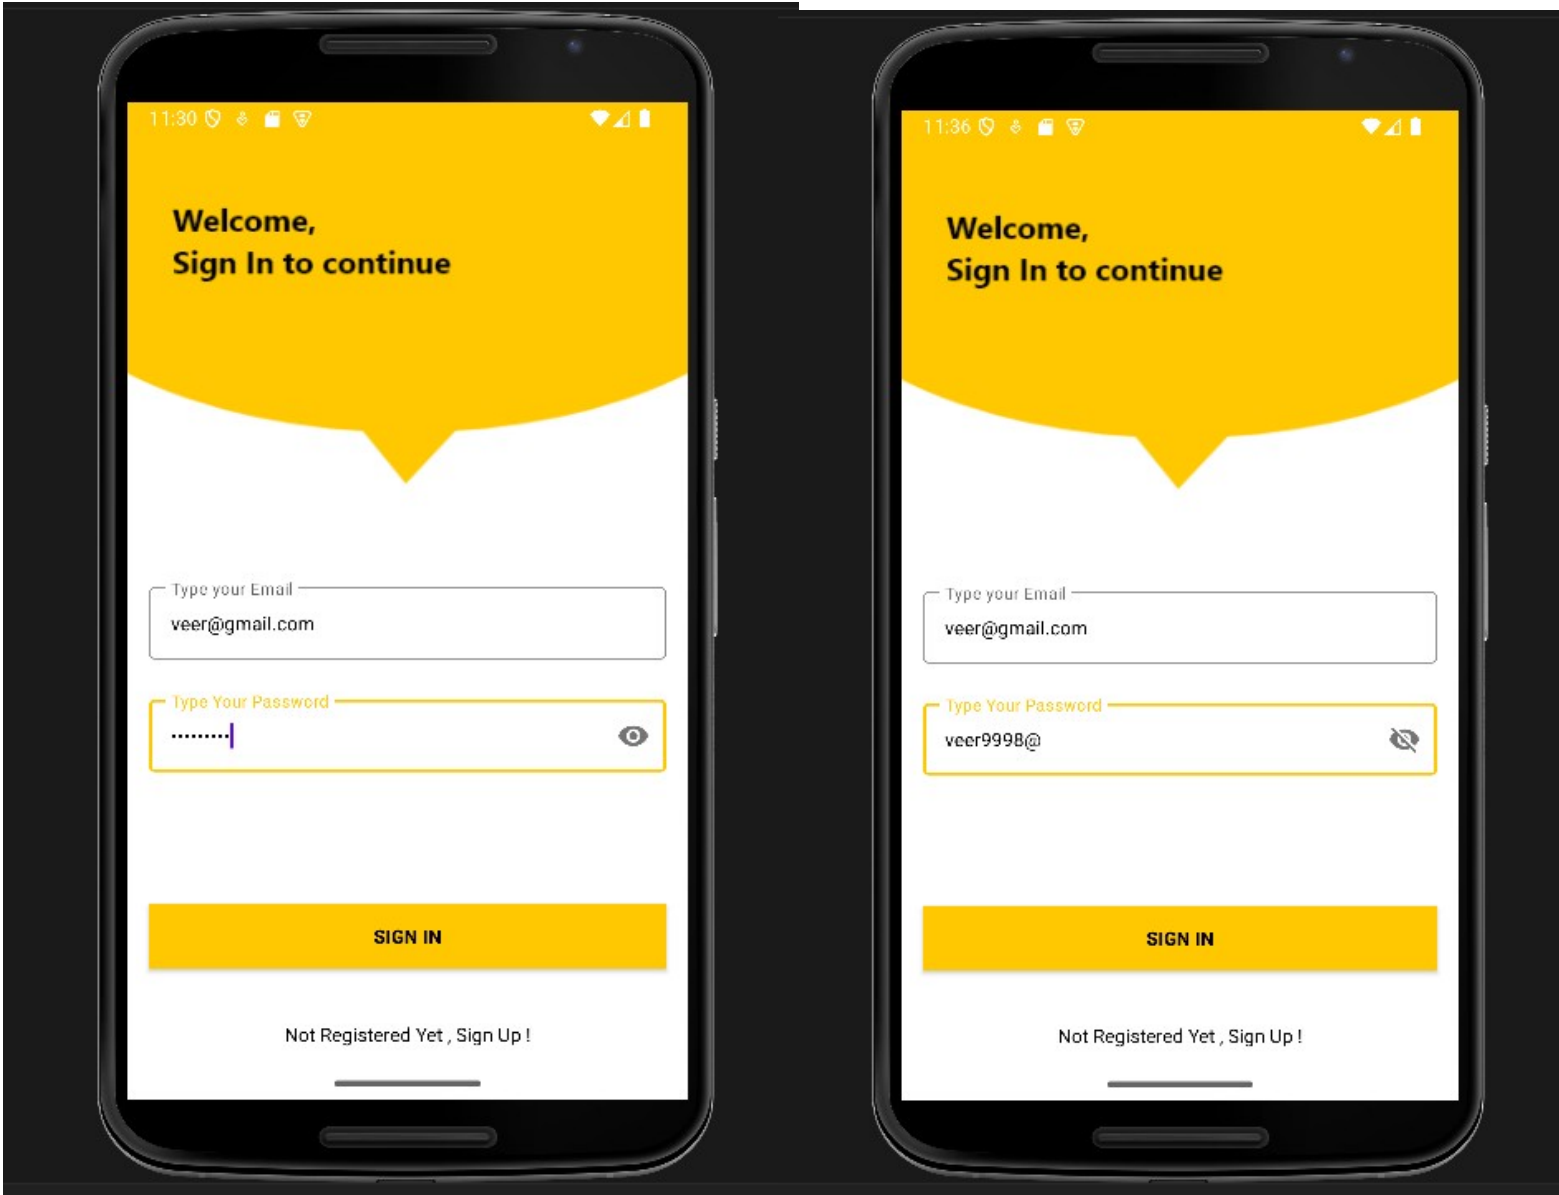 11:30
Welcome,
Sign In to continue
Type your Email
veer@gmail.com
Type Your Password
•••••••••
SIGN IN
Not Registered Yet , Sign Up !
11:36
Welcome,
Sign In to continue
Type your Email
veer@gmail.com
Type Your Password
veer9998@
SIGN IN
Not Registered Yet , Sign Up !